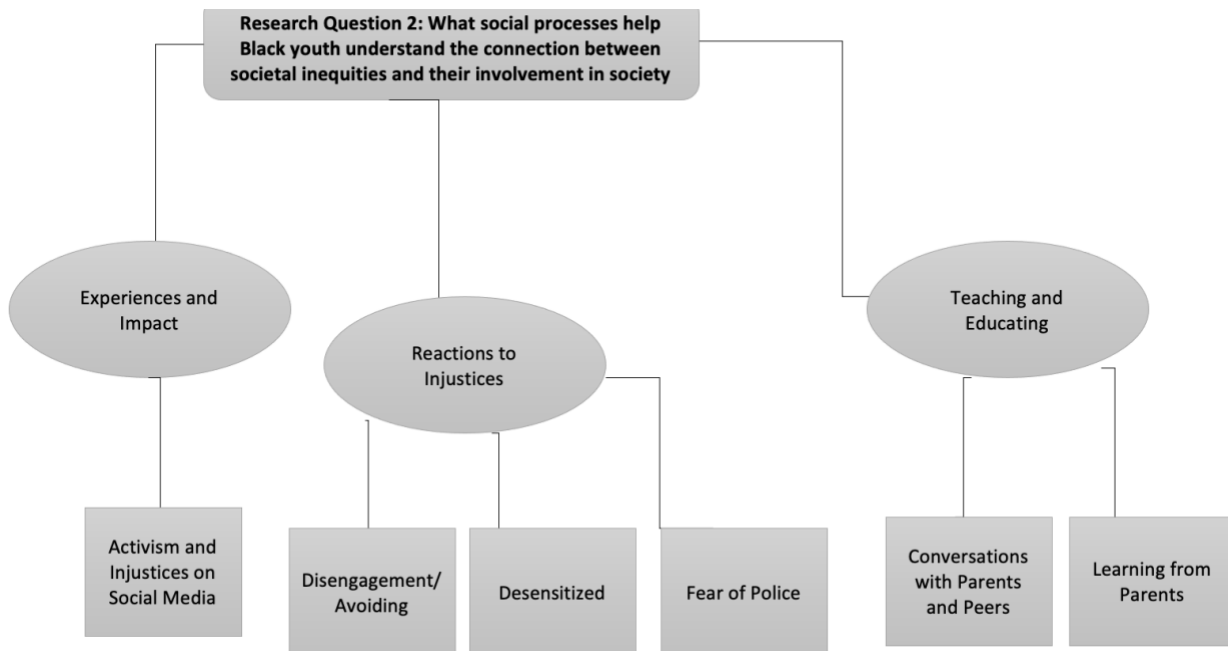 Research Question 2: What social processes help
Black youth understand the connection between
societal inequities and their involvement in society
Experiences and
Impact
Reactions to
Injustices
Teaching and
Educating
Activism and
Injustices on
Social Media
Disengagement/
Avoiding
Desensitized
Fear of Police
Conversations
with Parents
and Peers
Learning from
Parents